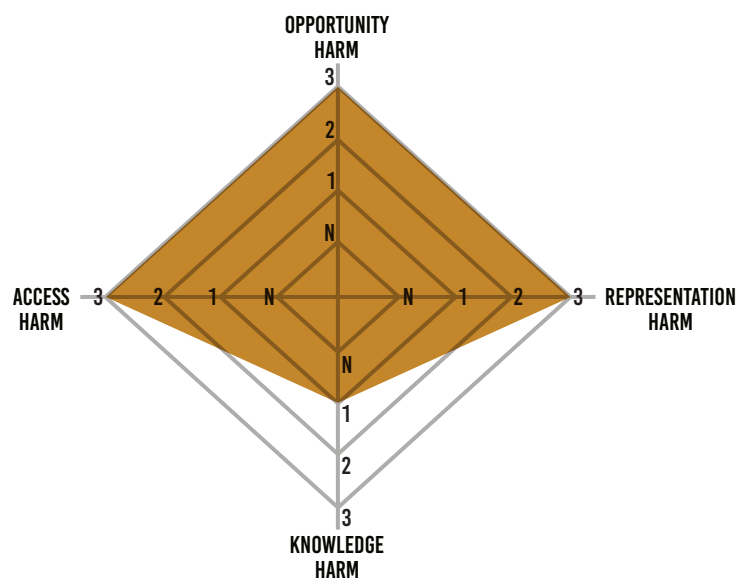 OPPORTUNITY
HARM
3
2
1
N
ACCESS
HARM
3 2 1 N N 1 2 3
REPRESENTATION
HARM
N
1
2
3
KNOWLEDGE
HARM